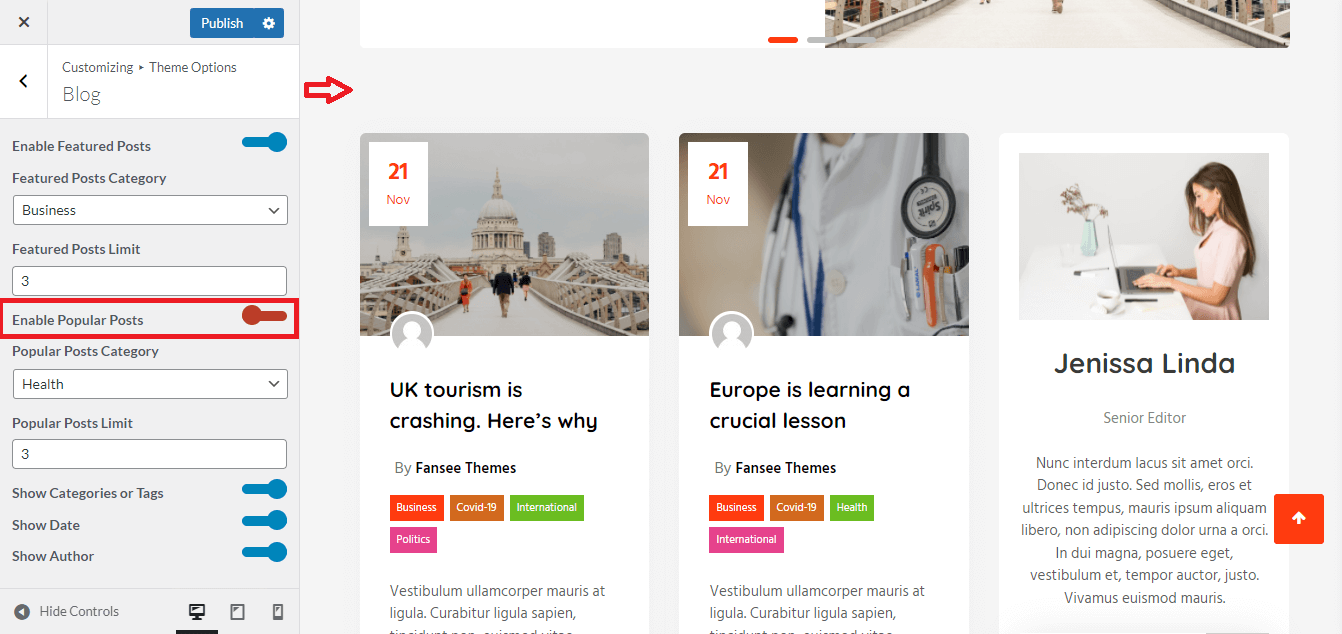 Publish
Customizing ▸ Theme Options
Blog
Enable Featured Posts
Featured Posts Category
Business
Featured Posts Limit
3
Enable Popular Posts
Popular Posts Category
Health
Popular Posts Limit
3
Show Categories or Tags
Show Date
Show Author
Hide Controls
21
Nov
UK tourism is
crashing. Here’s why
By Fansee Themes
Business Covid-19 International
Politics
Vestibulum ullamcorper mauris at
ligula. Curabitur ligula sapien,
tincidunt non, euismod vitae
21
Nov
Spirit
Europe is learning a
crucial lesson
By Fansee Themes
Business Covid-19 Health
International
Vestibulum ullamcorper mauris at
ligula. Curabitur ligula sapien,
Jenissa Linda
Senior Editor
Nunc interdum lacus sit amet orci.
Donec id justo. Sed mollis, eros et
ultrices tempus, mauris ipsum aliquam
libero, non adipiscing dolor urna a orci.
In dui magna, posuere eget,
vestibulum et, tempor auctor, justo.
Vivamus euismod mauris.